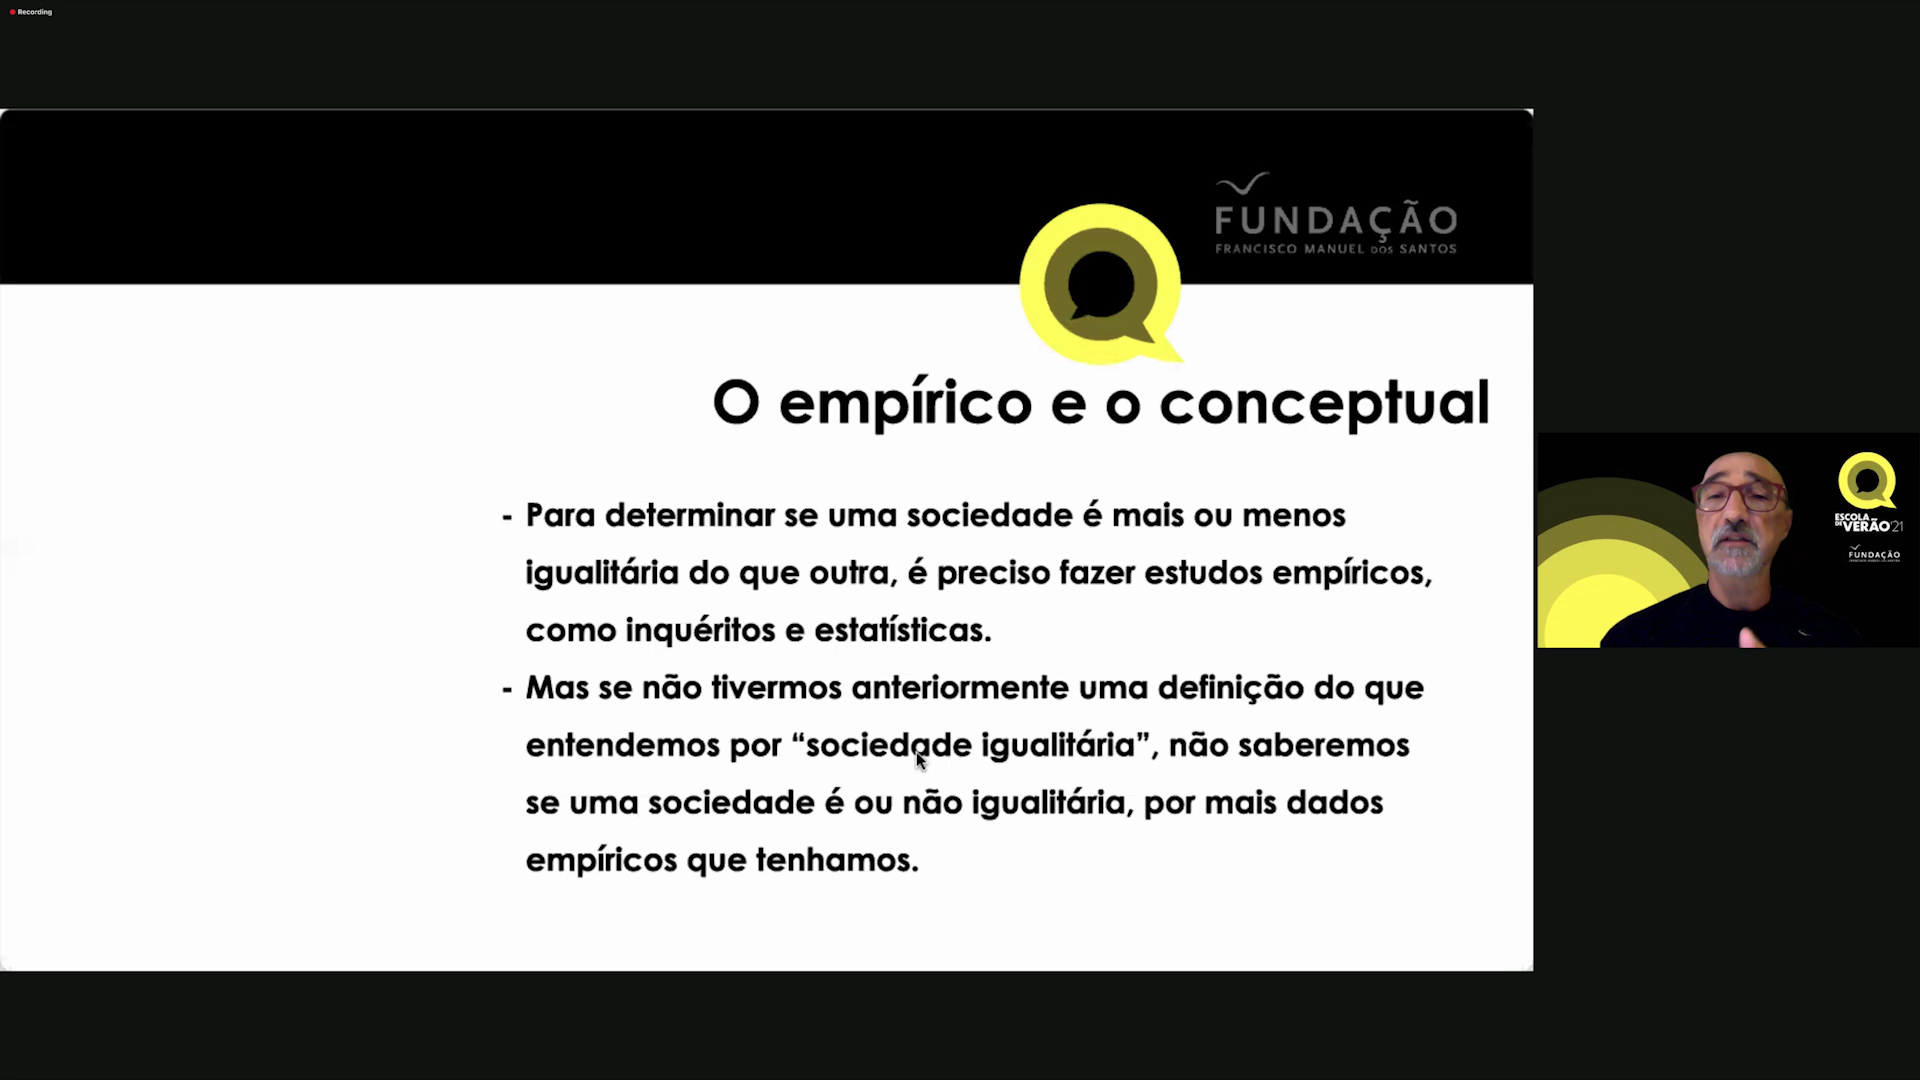 Recording
FUNDAÇÃO
FRANCISCO MANUEL DOS SANTOS
O empírico e o conceptual
- Para determinar se uma sociedade é mais ou menos
igualitária do que outra, é preciso fazer estudos empíricos,
como inquéritos e estatísticas.
- Mas se não tivermos anteriormente uma definição do que
entendemos por “sociedade igualitária”, não saberemos
se uma sociedade é ou não igualitária, por mais dados
empíricos que tenhamos.
ESCOLA
DE VERÃO'21
FUNDAÇÃO